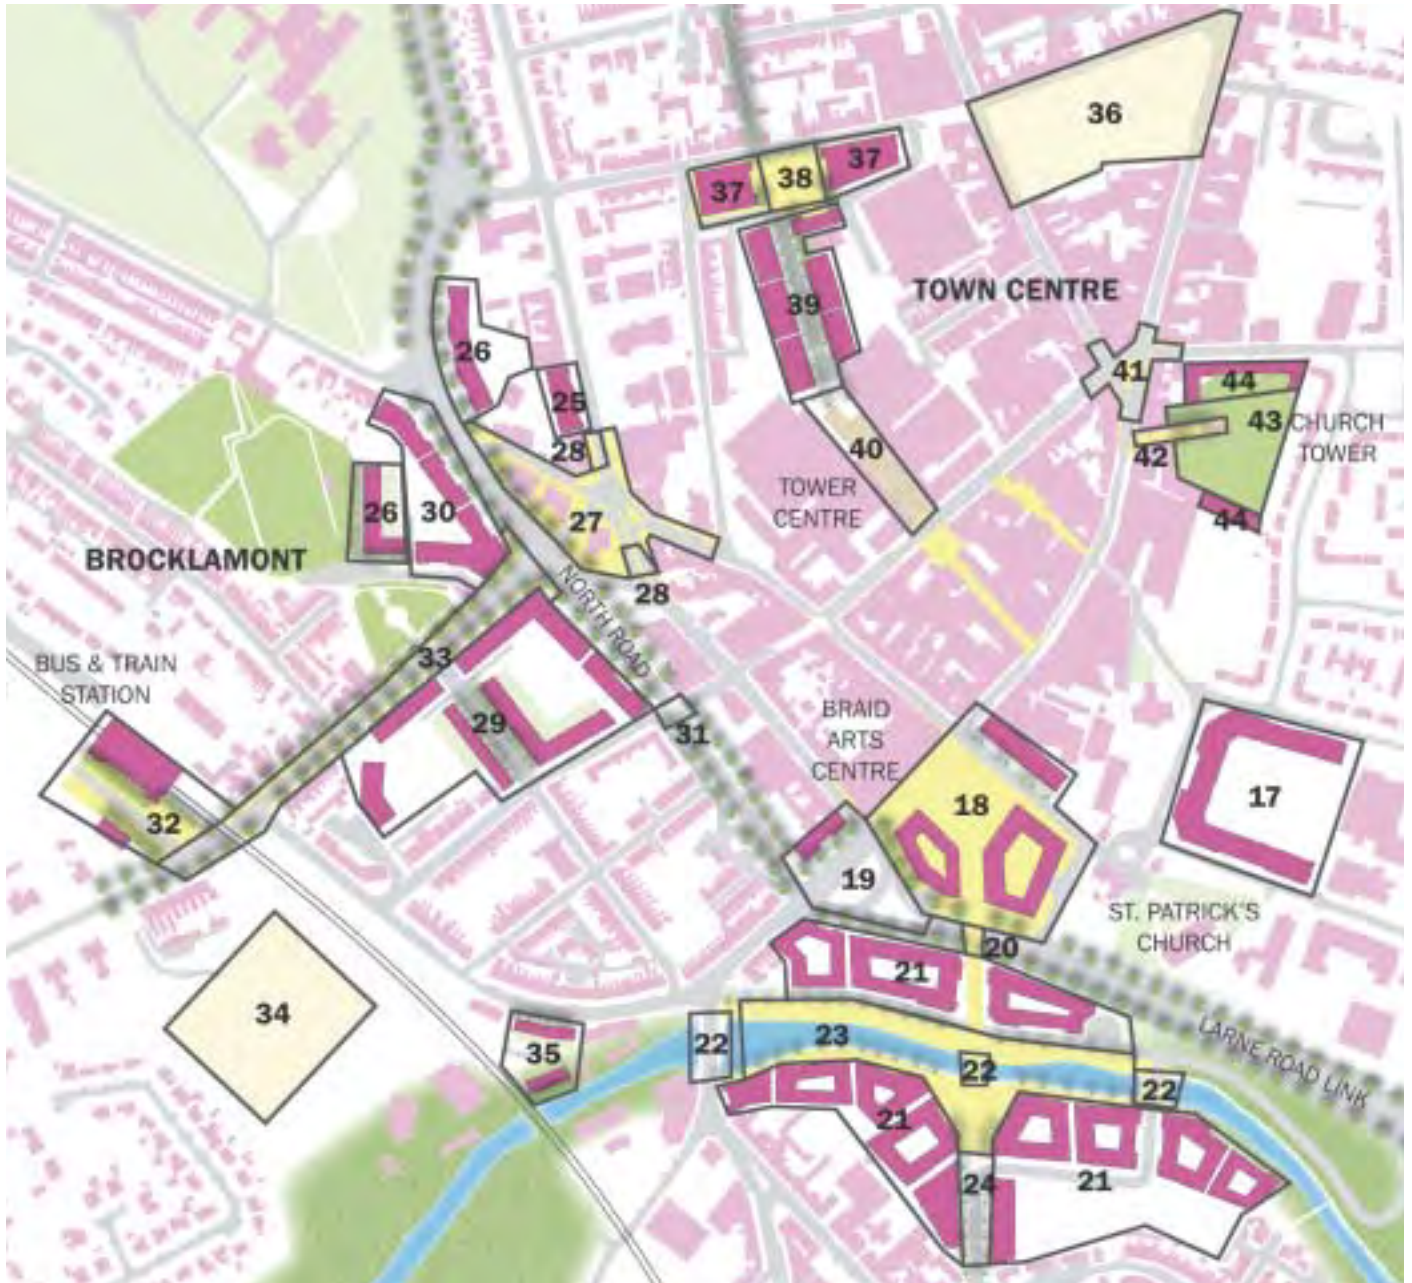 36
37
38
37
TOWN CENTRE
39
26
41
44
25
43
CHURCH
TOWER
28
40
42
TOWER
CENTRE
26
30
27
44
BROCKLAMONT
NORTH ROAD
28
33
BUS & TRAIN
STATION
29
31
BRAID
ARTS
CENTRE
17
18
32
19
ST. PATRICK'S
CHURCH
20
21
34
LARNE ROAD LINK
23
22
35
22
22
21
24
21